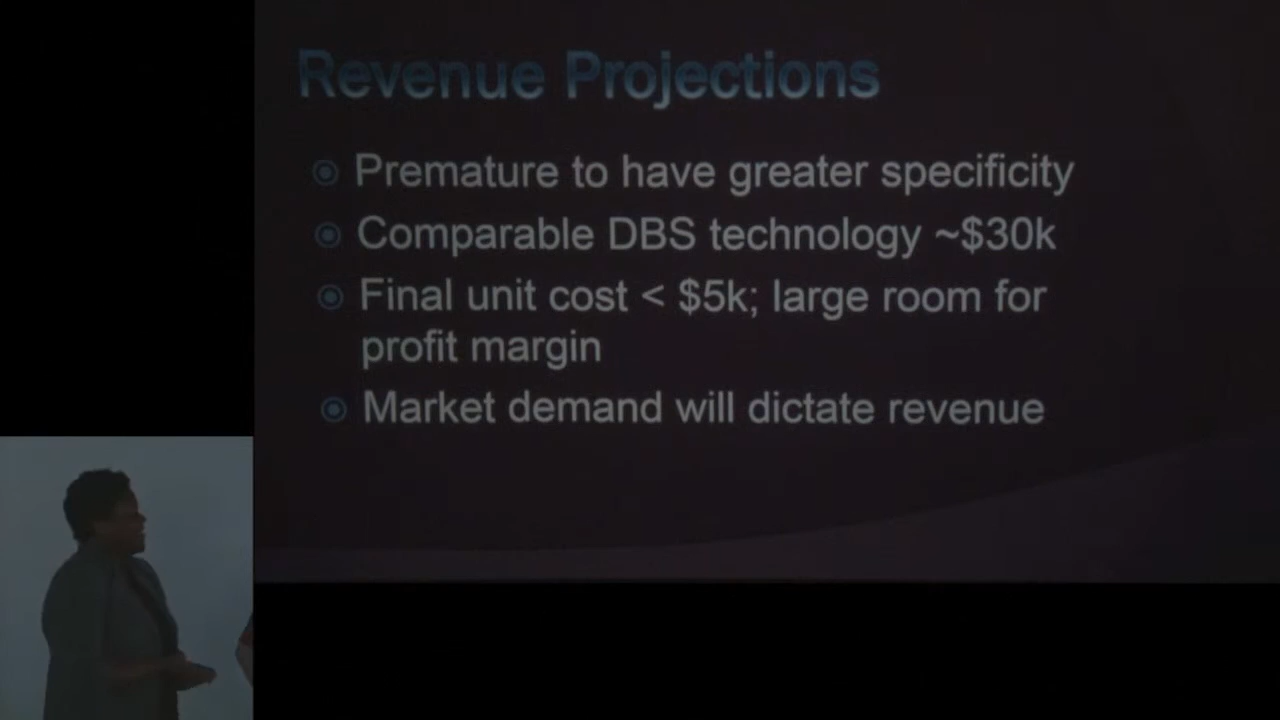 Revenue Projections
Premature to have greater specificity
Comparable DBS technology ~$30k
Final unit cost < $5k; large room for
profit margin
Market demand will dictate revenue